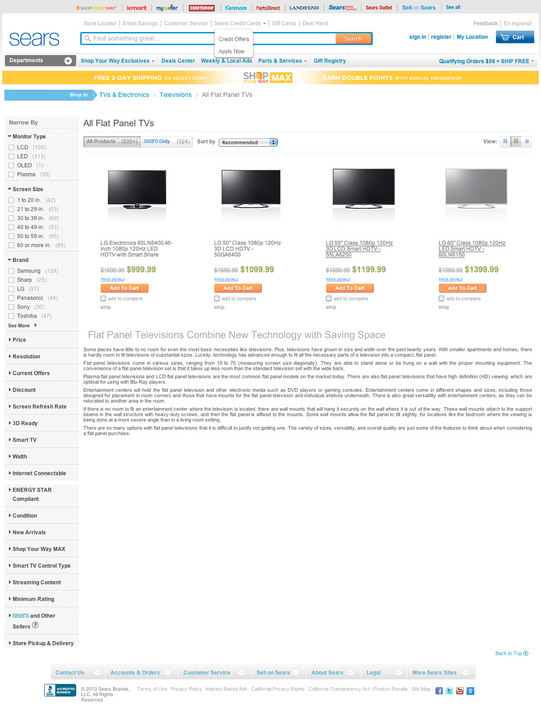 SHOP YOUR WAY kmart mygofer CRAFTSMAN Kenmore PartsDirect LANDS'END Sears Sears Outlet Sell on Sears See all
Store Locator | Email Savings | Customer Service | Sears Credit Cards | Gift Cards | Deal Heist
Feedback | En espanol
sears
Find something great...
Search
sign in | register | My Location
Cart
Credit Offers
Apply Now
Departments
Shop Your Way Exclusives
Deal Center
Weekly & Local Ads
Parts & Services
Gift Registry
Qualifying Orders $59 + SHIP FREE
FREE 2-DAY SHIPPING ON SELECT ITEMS
SHOP YOUR WAY MAX
EARN DOUBLE POINTS WITH ANNUAL MEMBERSHIP
Shop In
TVs & Electronics › Televisions › All Flat Panel TVs
Narrow By
Monitor Type
LCD (105)
LED (313)
OLED (1)
Plasma (35)
Screen Size
1 to 20 in. (42)
21 to 29 in. (53)
30 to 39 in. (69)
40 to 49 in. (93)
50 to 59 in. (95)
60 or more in. (99)
Brand
Samsung (124)
Sharp (25)
LG (97)
Panasonic (48)
Sony (30)
Toshiba (47)
See More
Price
Resolution
Current Offers
Discount
Screen Refresh Rate
3D Ready
Smart TV
Width
Internet Connectable
ENERGY STAR
Compliant
Condition
New Arrivals
Shop Your Way MAX
Smart TV Control Type
Streaming Content
Minimum Rating
sears and Other
Sellers ?
Store Pickup & Delivery
All Flat Panel TVs
All Products (500+)
sears Only (324)
Sort by
Recommended
View:
LG Electronics 60LN5400 46-
Inch 1080p 120Hz LED
HDTV with Smart Share
$1699.99 $999.99
PRICE DETAILS
Add To Cart
add to compare
ship
LG 50" Class 1080p 120Hz
3D LCD HDTV -
50GA6400
$1599.99 $1099.99
PRICE DETAILS
Add To Cart
add to compare
ship
LG 55" Class 1080p 120Hz
3D LCD Smart HDTV -
55LA6200
$1899.99 $1199.99
PRICE DETAILS
Add To Cart
add to compare
ship
LG 60" Class 1080p 120Hz
LED Smart HDTV -
60LN6150
$1899.99 $1399.99
PRICE DETAILS
Add To Cart
add to compare
ship
Flat Panel Televisions Combine New Technology with Saving Space
Some places have little to no room for even the most basic necessities like televisions. Plus, televisions have grown in size and width over the past twenty years. With smaller apartments and homes, there
is hardly room to fit televisions of substantial sizes. Luckily, technology has advanced enough to fit all the necessary parts of a television into a compact, flat panel.
Flat panel televisions come in various sizes, ranging from 19 to 70 (measuring screen size diagonally). They are able to stand alone or be hung on a wall with the proper mounting equipment. The
convenience of a flat panel television set is that it takes up less room than the standard television set with the wide back.
Plasma flat panel televisions and LCD flat panel televisions are the most common flat panel models on the market today. There are also flat panel televisions that have high definition (HD) viewing, which are
optimal for using with Blu-Ray players.
Entertainment centers will hold the flat panel television and other electronic media such as DVD players or gaming consoles. Entertainment centers come in different shapes and sizes, including those
designed for placement in room corners and those that have mounts for the flat panel television and individual shelves underneath. There is also great versatility with entertainment centers, as they can be
relocated to another area in the room.
If there is no room to fit an entertainment center where the television is located, there are wall mounts that will hang it securely on the wall where it is out of the way. These wall mounts attach to the support
beams in the wall structure with heavy-duty screws, and then the flat panel is affixed to the mounts. Some wall mounts allow the flat panel to tilt slightly, for locations like the bedroom where the viewing is
being done at a more severe angle than in a living room setting.
There are so many options with flat panel televisions that it is difficult to justify not getting one. The variety of sizes, versatility, and overall quality are just some of the features to think about when considering
a flat panel purchase.
Back to Top
Contact Us
Accounts & Orders
Customer Service
Sell on Sears
About Sears
Legal
More Sears Sites
ACCREDITED
BUSINESS
© 2013 Sears Brands,
LLC. All Rights
Reserved
Terms of Use Privacy Policy Interest Based Ads California Privacy Rights California Transparency Act Product Recalls Site Map